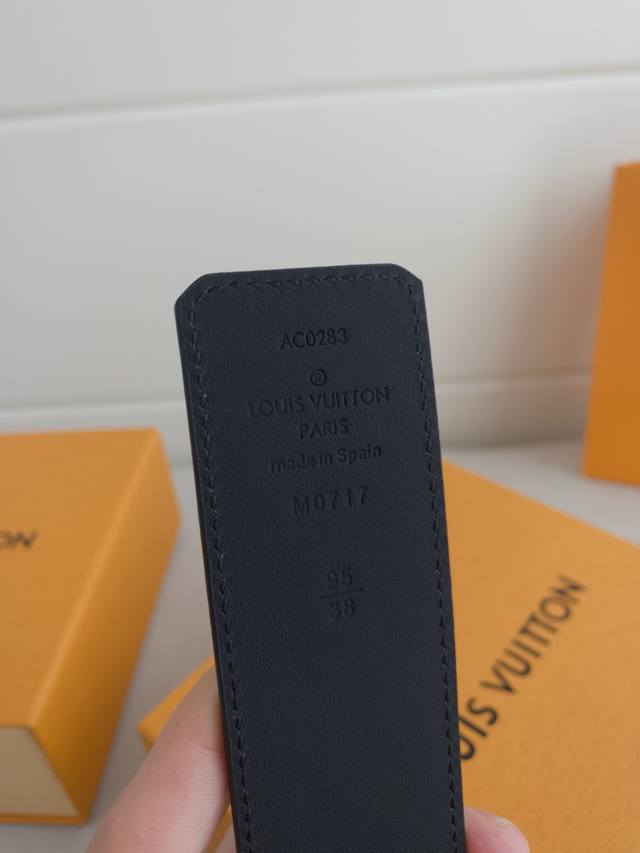 AC0283
®
LOUIS VUITTON
PARIS
made in Spain
M0717
95
38
ON
UIS VUITTON